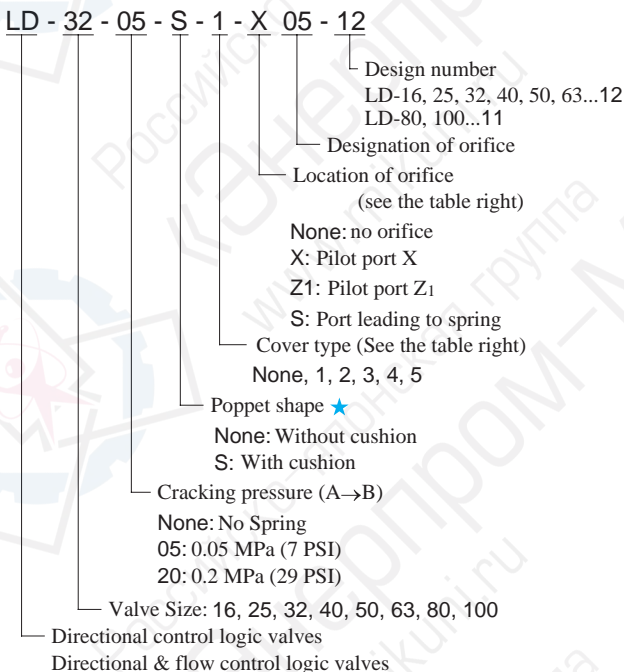 LD - 32 - 05 - S - 1 - X 05 - 12
Design number
LD-16, 25, 32, 40, 50, 63...12
LD-80, 100...11
Designation of orifice
Location of orifice
(see the table right)
None: no orifice
X: Pilot port X
Z1: Pilot port Z1
S: Port leading to spring
Cover type (See the table right)
None, 1, 2, 3, 4, 5
Poppet shape ★
None: Without cushion
S: With cushion
Cracking pressure (A→B)
None: No Spring
05: 0.05 MPa (7 PSI)
20: 0.2 MPa (29 PSI)
Valve Size: 16, 25, 32, 40, 50, 63, 80, 100
Directional control logic valves
Directional & flow control logic valves